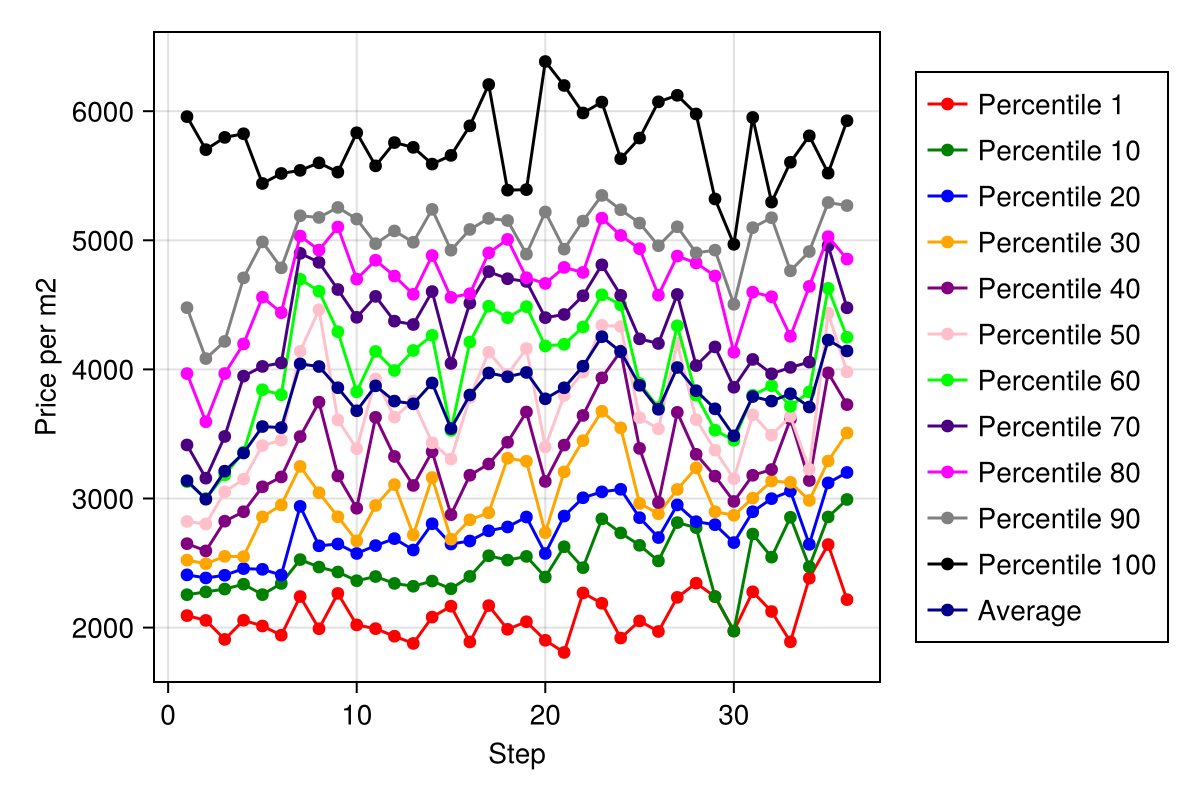 Price per m2
6000
5000
4000
3000
2000
0 10 20 30
Step
Percentile 1
Percentile 10
Percentile 20
Percentile 30
Percentile 40
Percentile 50
Percentile 60
Percentile 70
Percentile 80
Percentile 90
Percentile 100
Average